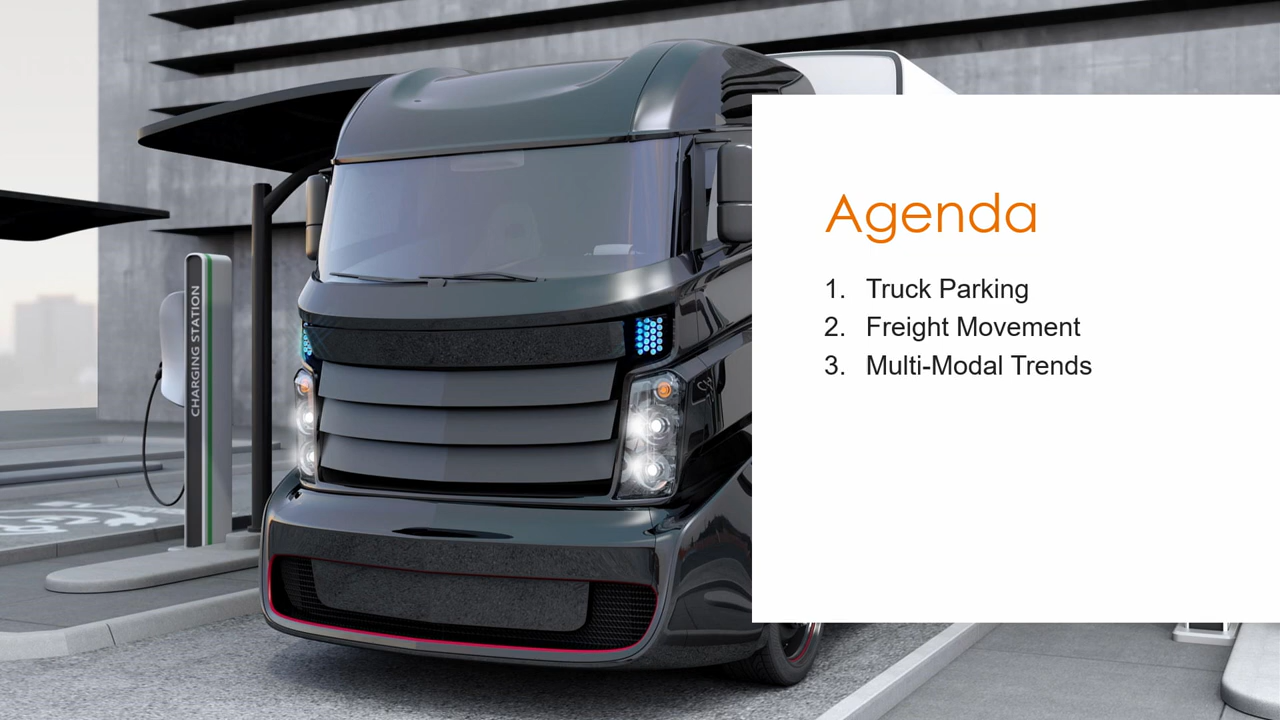 CHARGING STATION
Agenda
1. Truck Parking
2. Freight Movement
3. Multi-Modal Trends